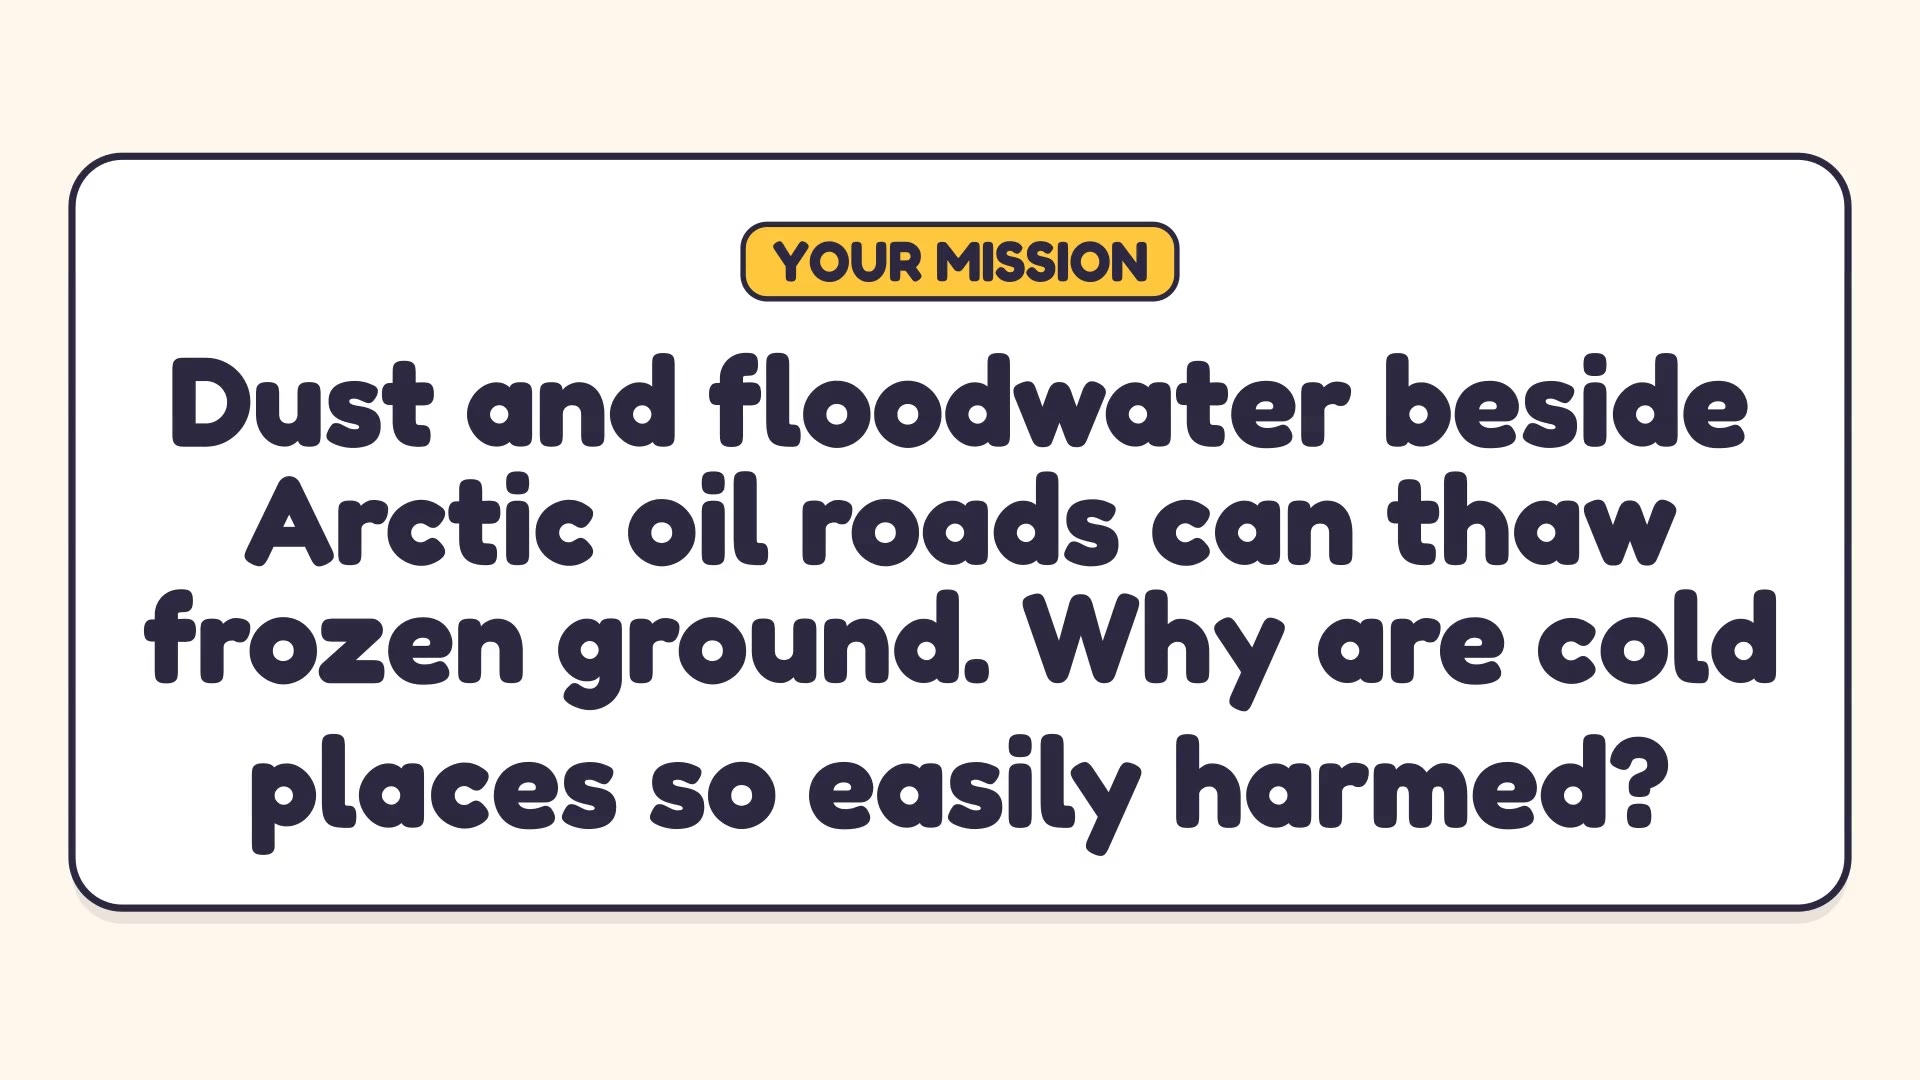 YOUR MISSION
Dust and floodwater beside
Arctic oil roads can thaw
frozen ground. Why are cold
places so easily harmed?